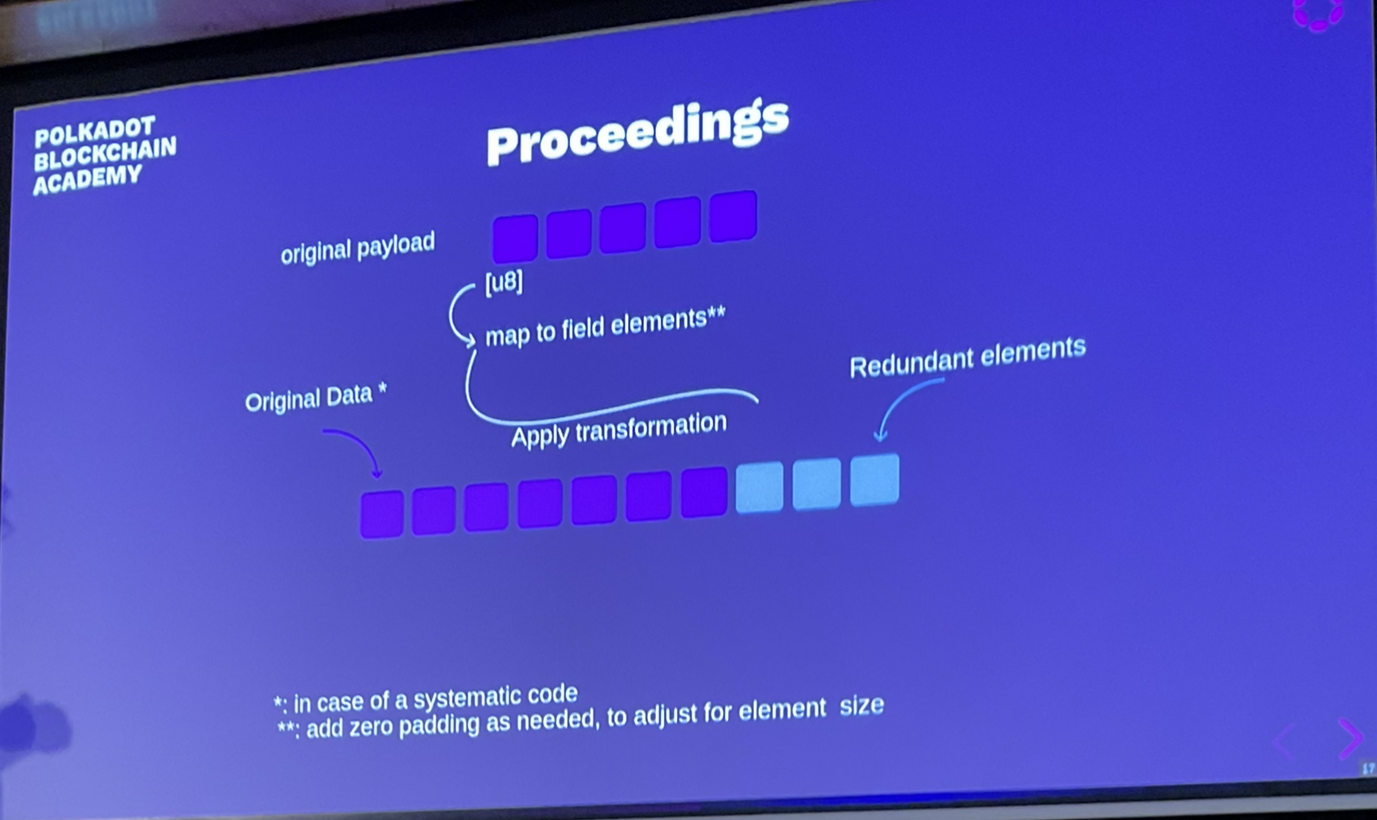 POLKADOT
BLOCKCHAIN
ACADEMY
Proceedings
original payload
[u8]
map to field elements**
Redundant elements
Original Data *
Apply transformation
*: in case of a systematic code
**: add zero padding as needed, to adjust for element size
17